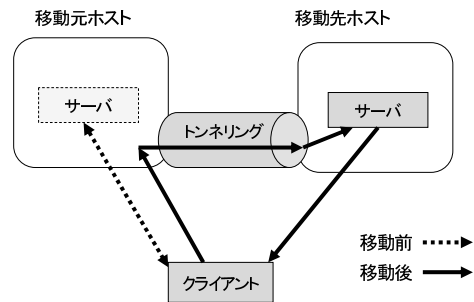 移動元ホスト
移動先ホスト
サーバ
サーバ
トンネリング
クライアント
移動前
移動後